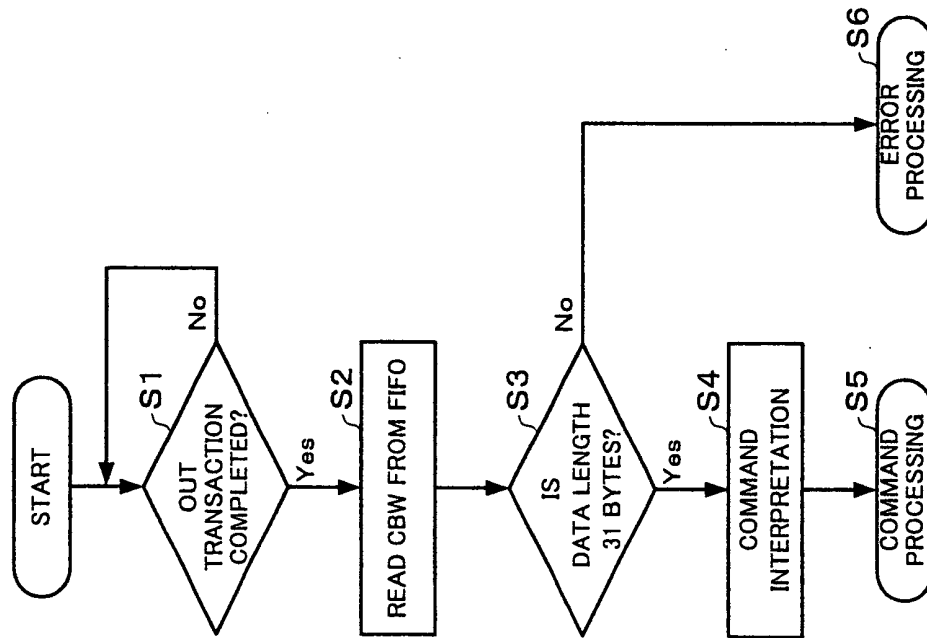 START
S1
OUT
TRANSACTION
COMPLETED?
No
Yes
S2
READ CBW FROM FIFO
S3
IS
DATA LENGTH
31 BYTES?
No
Yes
S4
COMMAND
INTERPRETATION
S5
COMMAND
PROCESSING
S6
ERROR
PROCESSING